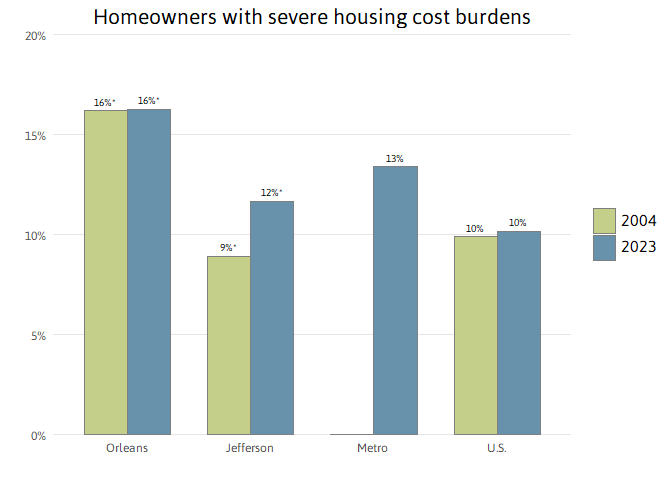 Homeowners with severe housing cost burdens
20%
15%
10%
5%
0%
16%*
16%*
9%*
12%*
13%
10%
10%
Orleans
Jefferson
Metro
U.S.
2004
2023